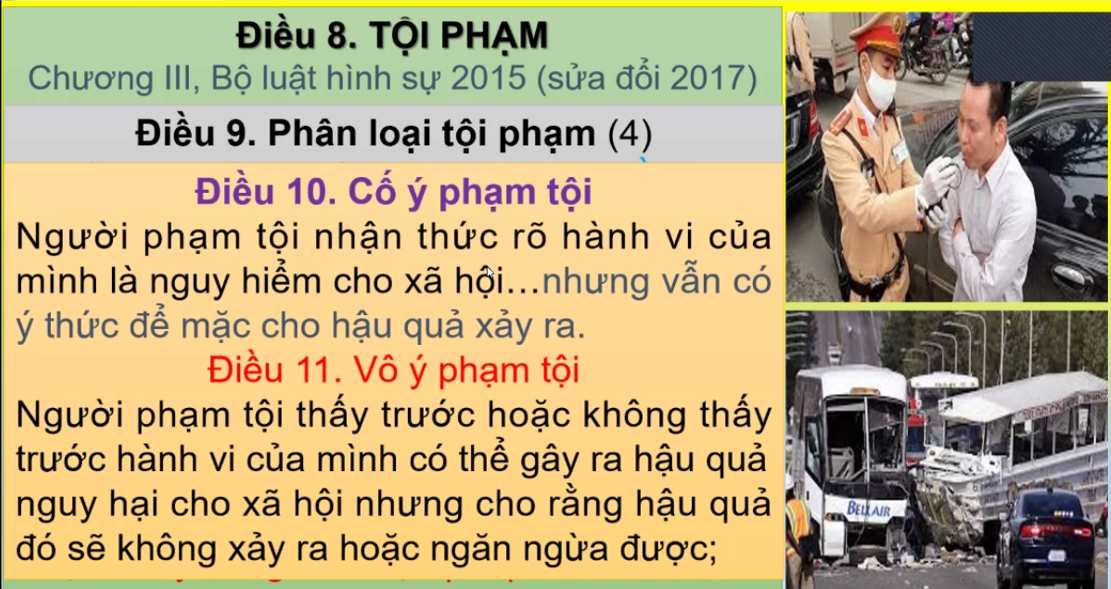 Điều 8. TỘI PHẠM
Chương III, Bộ luật hình sự 2015 (sửa đổi 2017)
Điều 9. Phân loại tội phạm (4)
Điều 10. Cố ý phạm tội
Người phạm tội nhận thức rõ hành vi của
mình là nguy hiểm cho xã hội...nhưng vẫn có
ý thức để mặc cho hậu quả xảy ra.
Điều 11. Vô ý phạm tội
Người phạm tội thấy trước hoặc không thấy
trước hành vi của mình có thể gây ra hậu quả
nguy hại cho xã hội nhưng cho rằng hậu quả
đó sẽ không xảy ra hoặc ngăn ngừa được;
BELLAIR